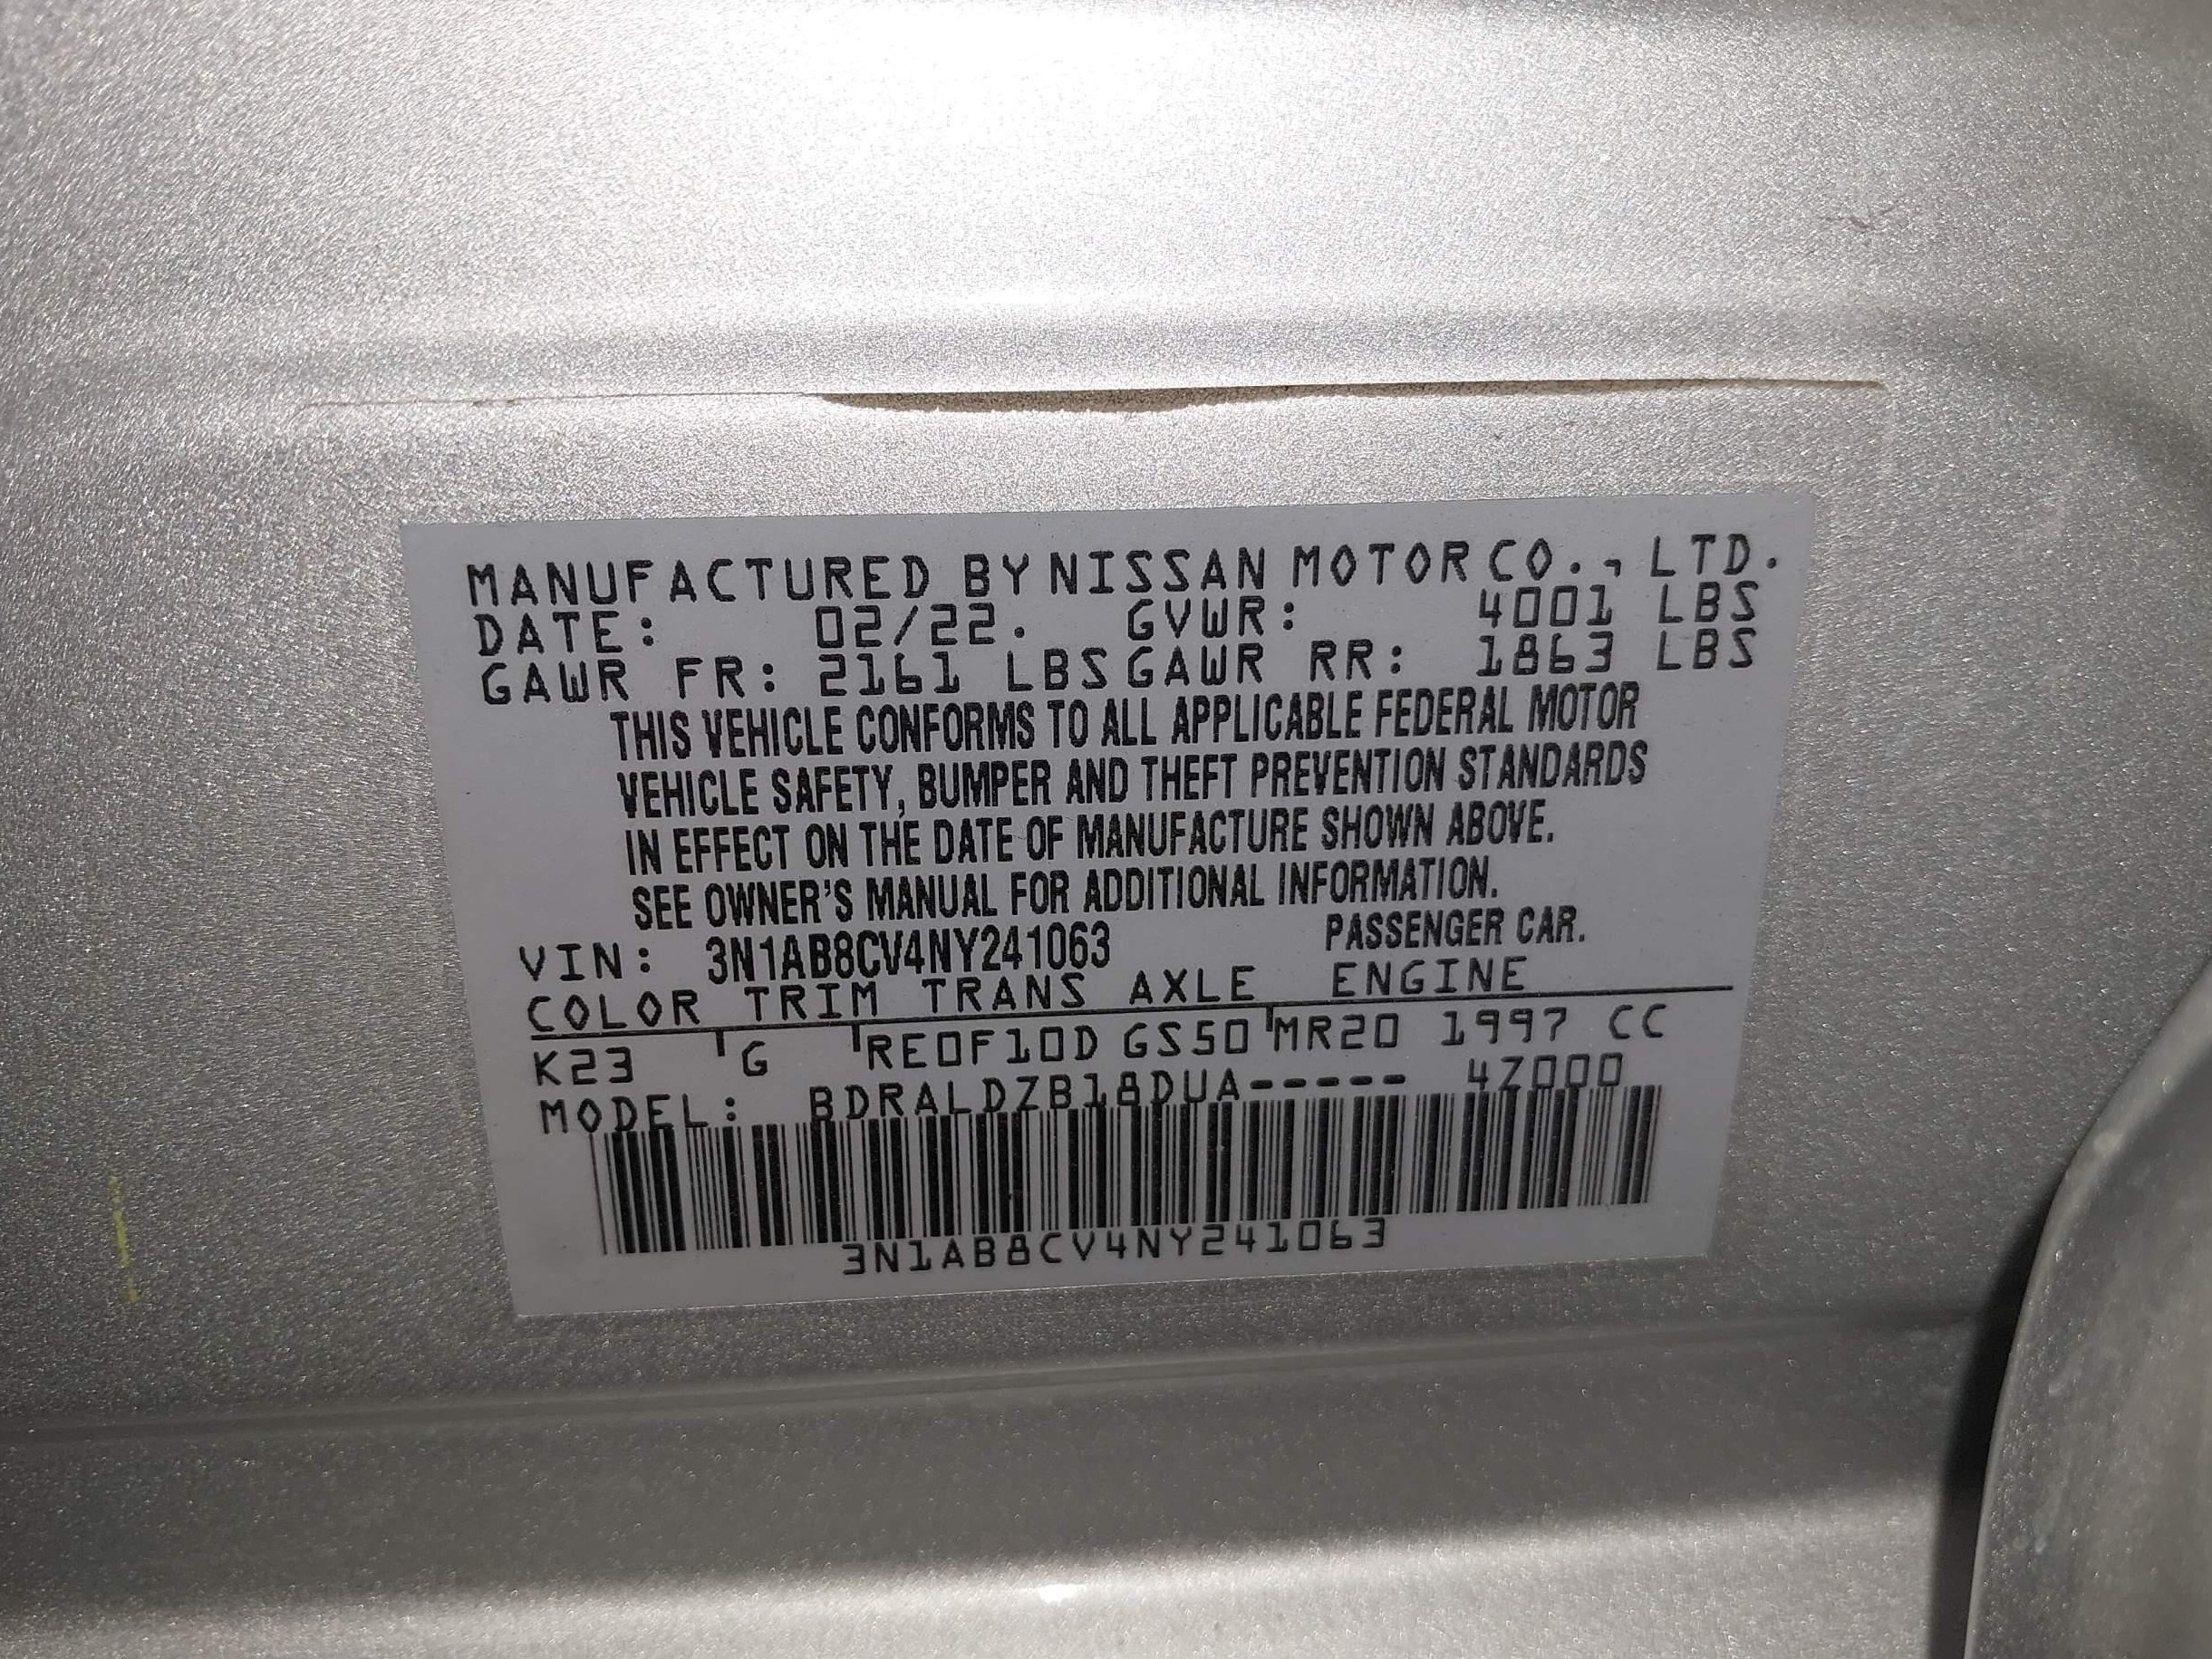 MANUFACTURED BY NISSAN MOTOR CO., LTD.
DATE: 02/22. GVWR: 4001 LBS
GAWR FR: 2161 LBS GAWR RR: 1863 LBS
THIS VEHICLE CONFORMS TO ALL APPLICABLE FEDERAL MOTOR
VEHICLE SAFETY, BUMPER AND THEFT PREVENTION STANDARDS
IN EFFECT ON THE DATE OF MANUFACTURE SHOWN ABOVE.
SEE OWNER'S MANUAL FOR ADDITIONAL INFORMATION.
VIN: 3N1AB8CV4NY241063 PASSENGER CAR.
COLOR TRIM TRANS AXLE ENGINE
K23 G RE0F10D GS50 MR20 1997 CC
MODEL: BDRALDZB18DUA----- 4Z000
3N1AB8CV4NY241063